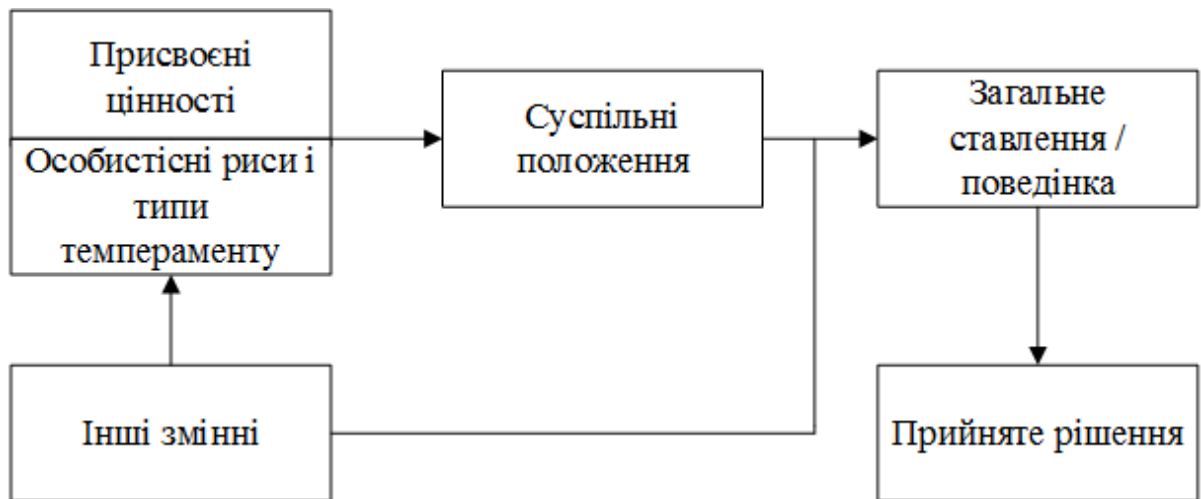 Присвоєні
цінності
Особистісні риси і
типи
темпераменту
Суспільні
положення
Загальне
ставлення /
поведінка
Інші змінні
Прийняте рішення